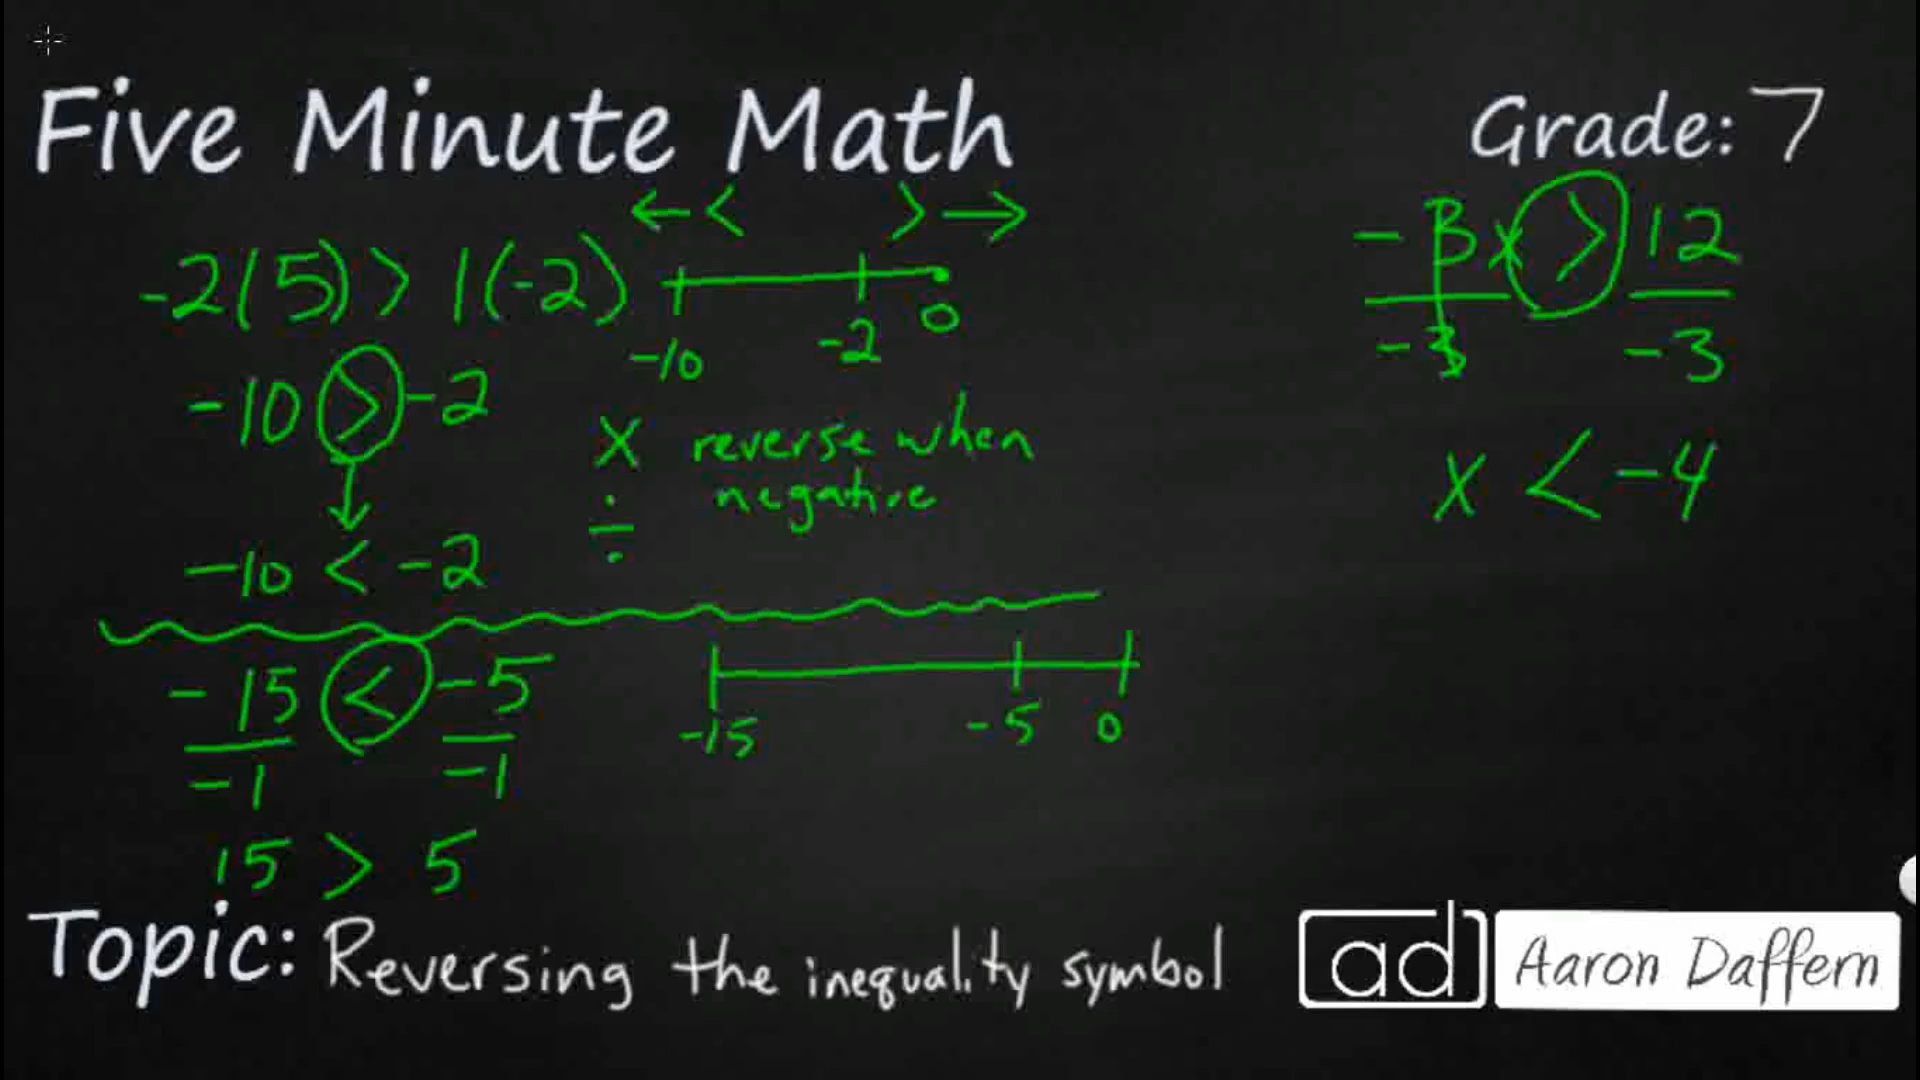 Five Minute Math
Grade: 7
← < > →
-2(5) > 1(-2)
-10 -2 0
-10 > -2
× reverse when
÷ negative
-10 < -2
-15 < -5
-1 -1
15 > 5
-15 -5 0
-3x > 12
-3 -3
x < -4
Topic: Reversing the inequality symbol
ad Aaron Daffern